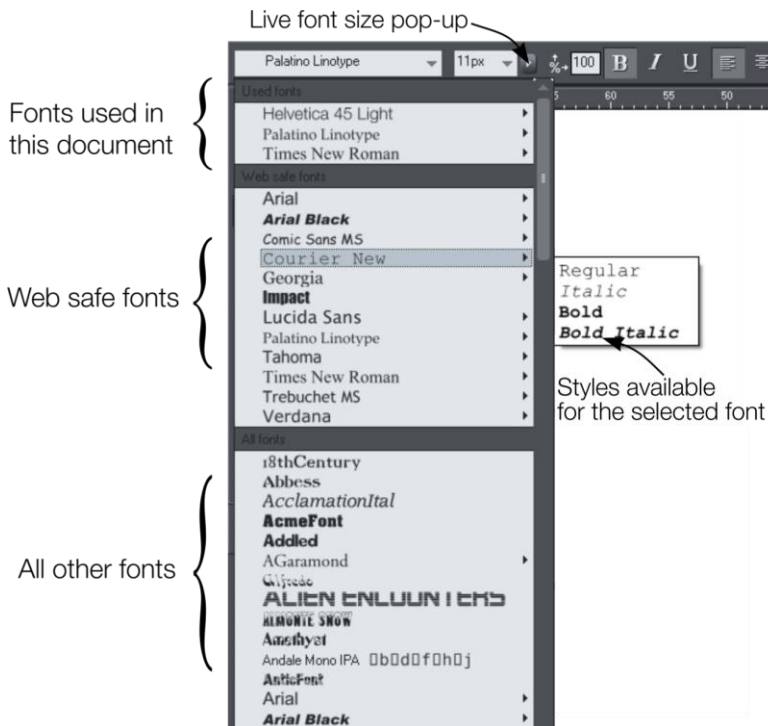 Live font size pop-up
Palatino Linotype 11px 100 B I U
60 55 50
Used fonts
Fonts used in
this document
Helvetica 45 Light
Palatino Linotype
Times New Roman
Web safe fonts
Arial
Arial Black
Comic Sans MS
Courier New
Georgia
Impact
Lucida Sans
Palatino Linotype
Tahoma
Times New Roman
Trebuchet MS
Verdana
Web safe fonts
Regular
Italic
Bold
Bold Italic
Styles available
for the selected font
All fonts
18thCentury
Abbess
AcclamationItal
AcmeFont
Addled
AGaramond
Alfredo
ALIEN ENCOUNTERS
ALMONTE SNOW
Amethyst
Andale Mono IPA ▯b▯d▯f▯h▯j
AnticFont
Arial
Arial Black
All other fonts